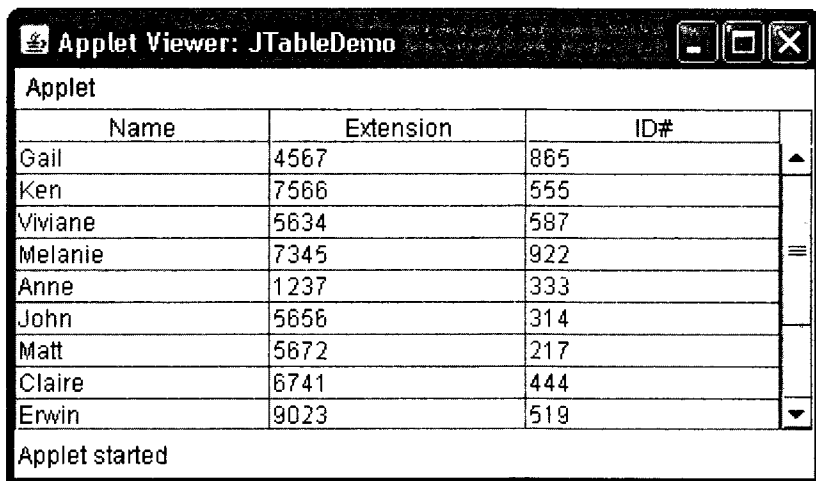 Applet Viewer: JTableDemo
Applet
Name Extension ID#
Gail 4567 865
Ken 7566 555
Viviane 5634 587
Melanie 7345 922
Anne 1237 333
John 5656 314
Matt 5672 217
Claire 6741 444
Erwin 9023 519
Applet started